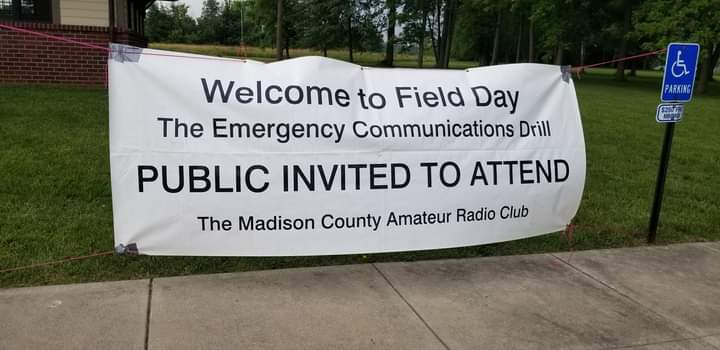 Welcome to Field Day
The Emergency Communications Drill
PUBLIC INVITED TO ATTEND
The Madison County Amateur Radio Club
PARKING